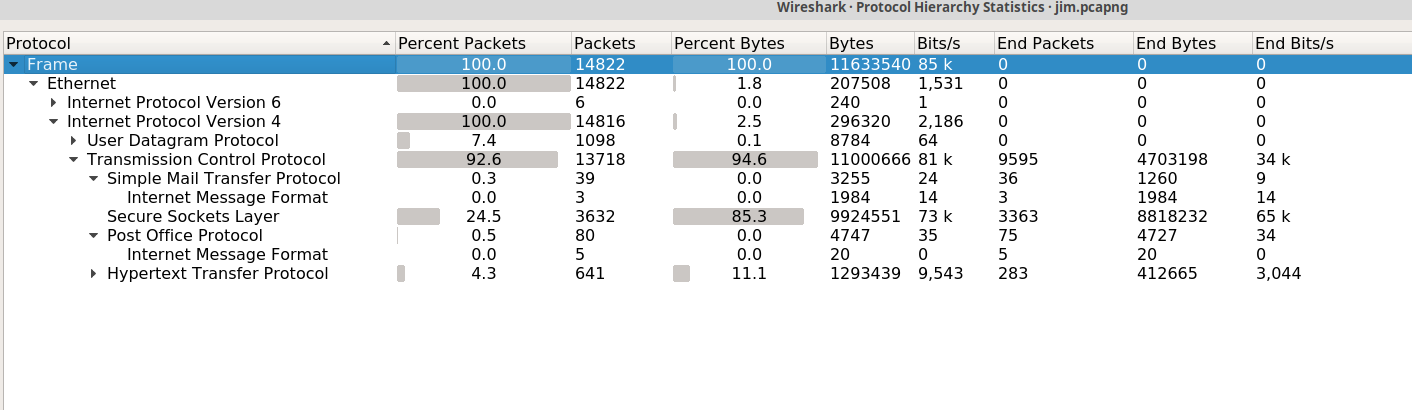 Wireshark · Protocol Hierarchy Statistics · jim.pcapng
Protocol Percent Packets Packets Percent Bytes Bytes Bits/s End Packets End Bytes End Bits/s
Frame 100.0 14822 100.0 11633540 85 k 0 0 0
Ethernet 100.0 14822 1.8 207508 1,531 0 0 0
Internet Protocol Version 6 0.0 6 0.0 240 1 0 0 0
Internet Protocol Version 4 100.0 14816 2.5 296320 2,186 0 0 0
User Datagram Protocol 7.4 1098 0.1 8784 64 0 0 0
Transmission Control Protocol 92.6 13718 94.6 11000666 81 k 9595 4703198 34 k
Simple Mail Transfer Protocol 0.3 39 0.0 3255 24 36 1260 9
Internet Message Format 0.0 3 0.0 1984 14 3 1984 14
Secure Sockets Layer 24.5 3632 85.3 9924551 73 k 3363 8818232 65 k
Post Office Protocol 0.5 80 0.0 4747 35 75 4727 34
Internet Message Format 0.0 5 0.0 20 0 5 20 0
Hypertext Transfer Protocol 4.3 641 11.1 1293439 9,543 283 412665 3,044